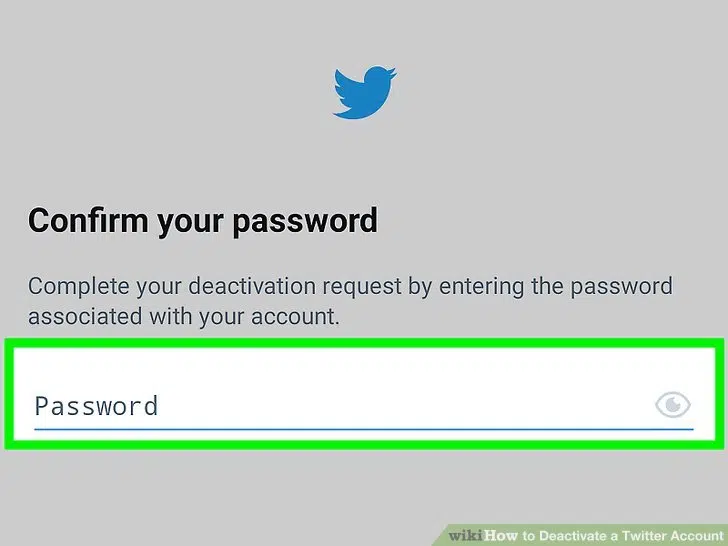 Confirm your password
Complete your deactivation request by entering the password
associated with your account.
Password
wikiHow to Deactivate a Twitter Account